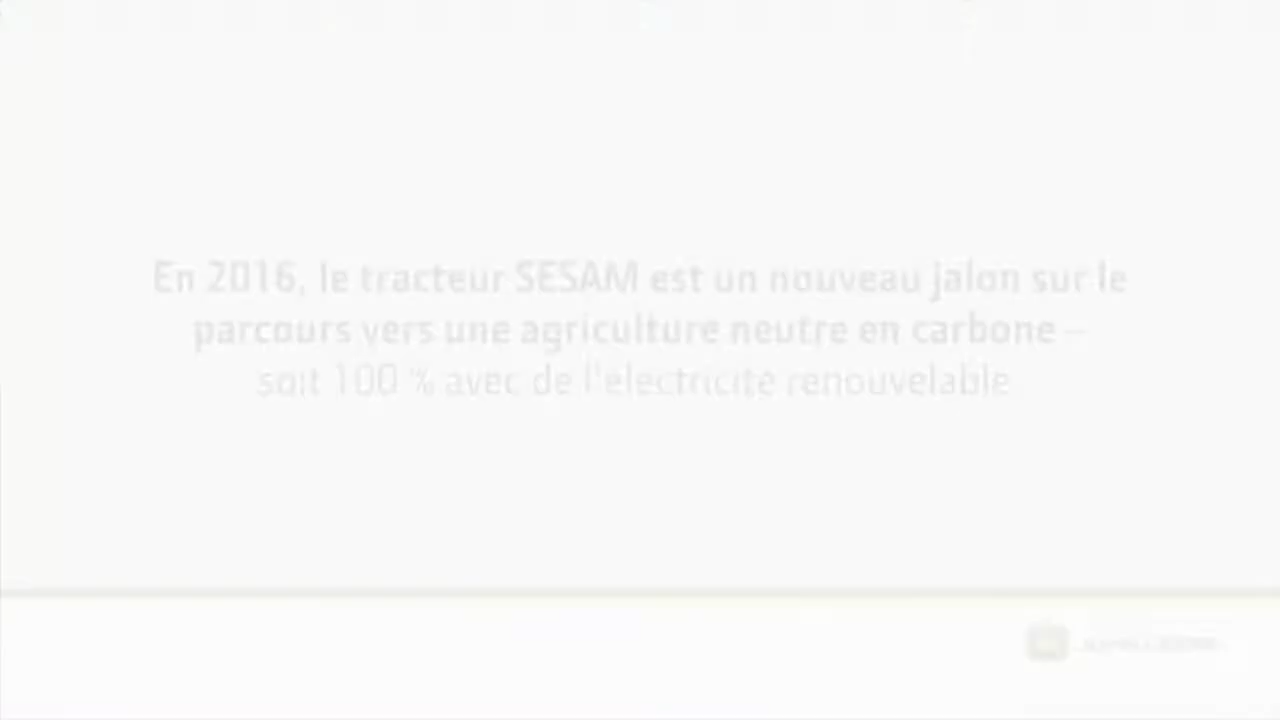 En 2016, le tracteur SESAM est un nouveau jalon sur le
parcours vers une agriculture neutre en carbone –
soit 100 % avec de l'electricite renouvelable